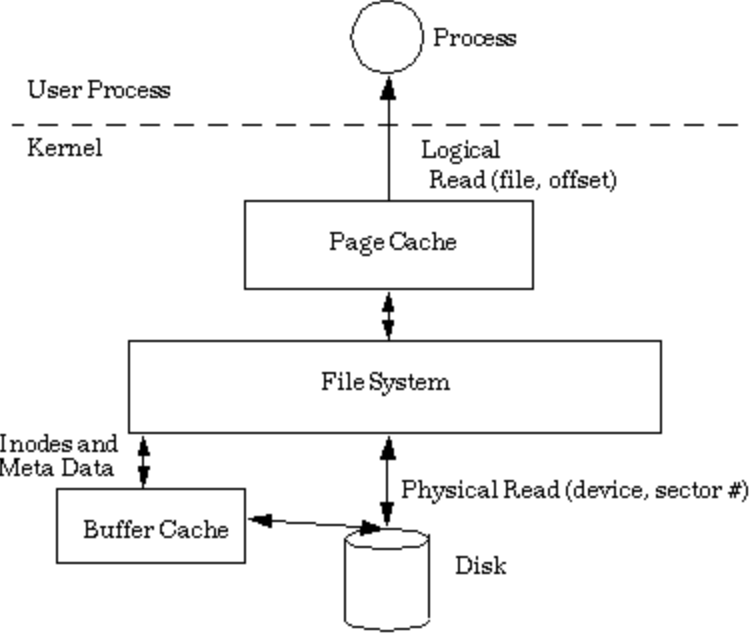 Process
User Process
Kernel
Logical
Read (file, offset)
Page Cache
File System
Inodes and
Meta Data
Physical Read (device, sector #)
Buffer Cache
Disk